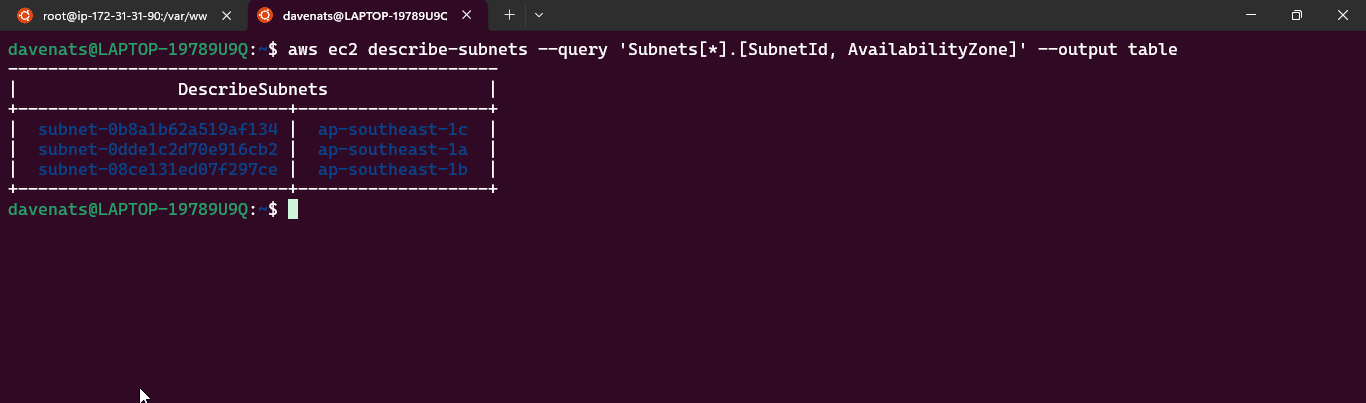 root@ip-172-31-31-90:/var/ww
davenats@LAPTOP-19789U9C
davenats@LAPTOP-19789U9Q:~$ aws ec2 describe-subnets --query 'Subnets[*].[SubnetId, AvailabilityZone]' --output table
DescribeSubnets
subnet-0b8a1b62a519af134 | ap-southeast-1c
subnet-0dde1c2d70e916cb2 | ap-southeast-1a
subnet-08ce131ed07f297ce | ap-southeast-1b
davenats@LAPTOP-19789U9Q:~$